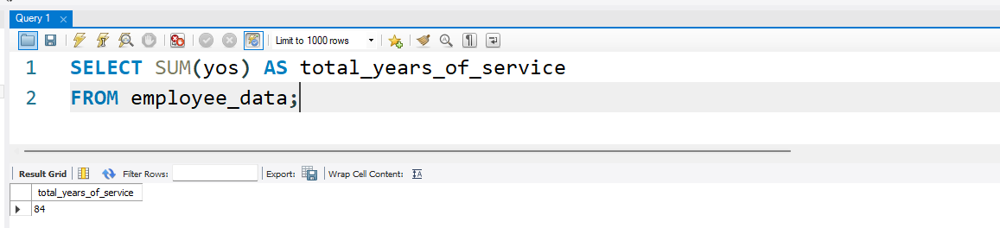 Query 1
Limit to 1000 rows
1 SELECT SUM(yos) AS total_years_of_service
2 FROM employee_data;
Result Grid Filter Rows: Export: Wrap Cell Content: IA
total_years_of_service
84